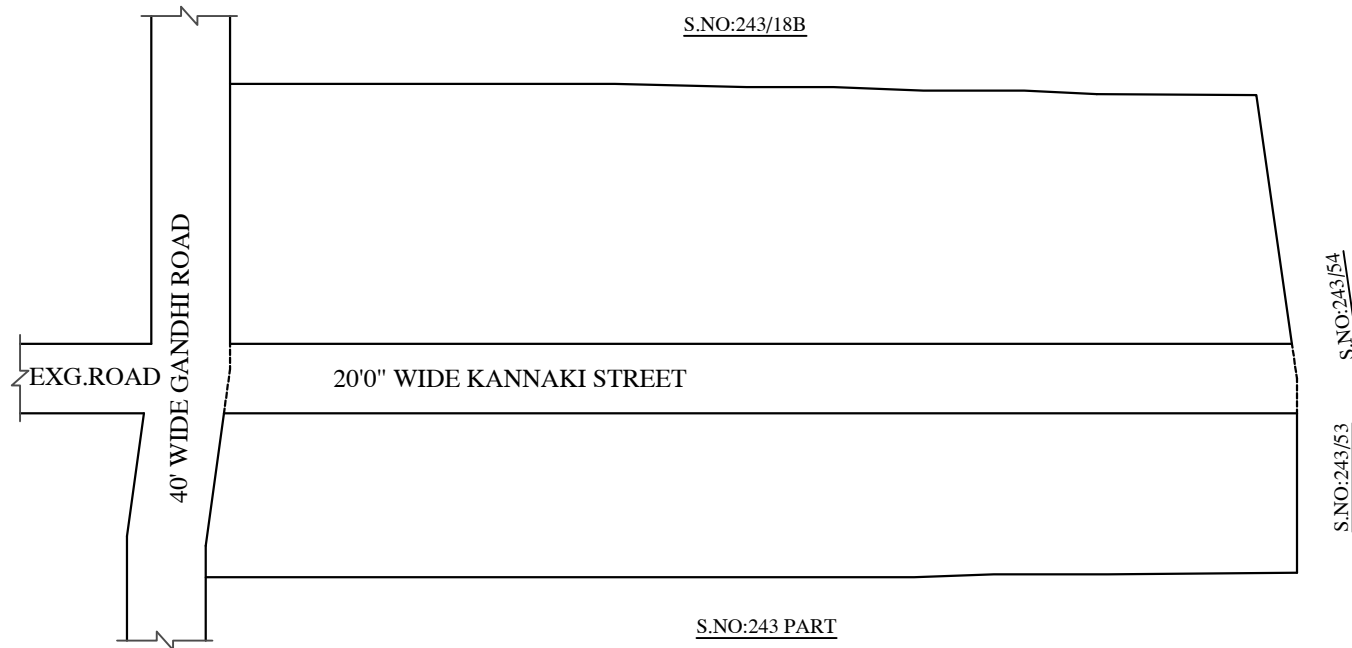 S.NO:243/18B
40' WIDE GANDHI ROAD
S.NO:243/54
EXG.ROAD
20'0" WIDE KANNAKI STREET
S.NO:243/53
S.NO:243 PART